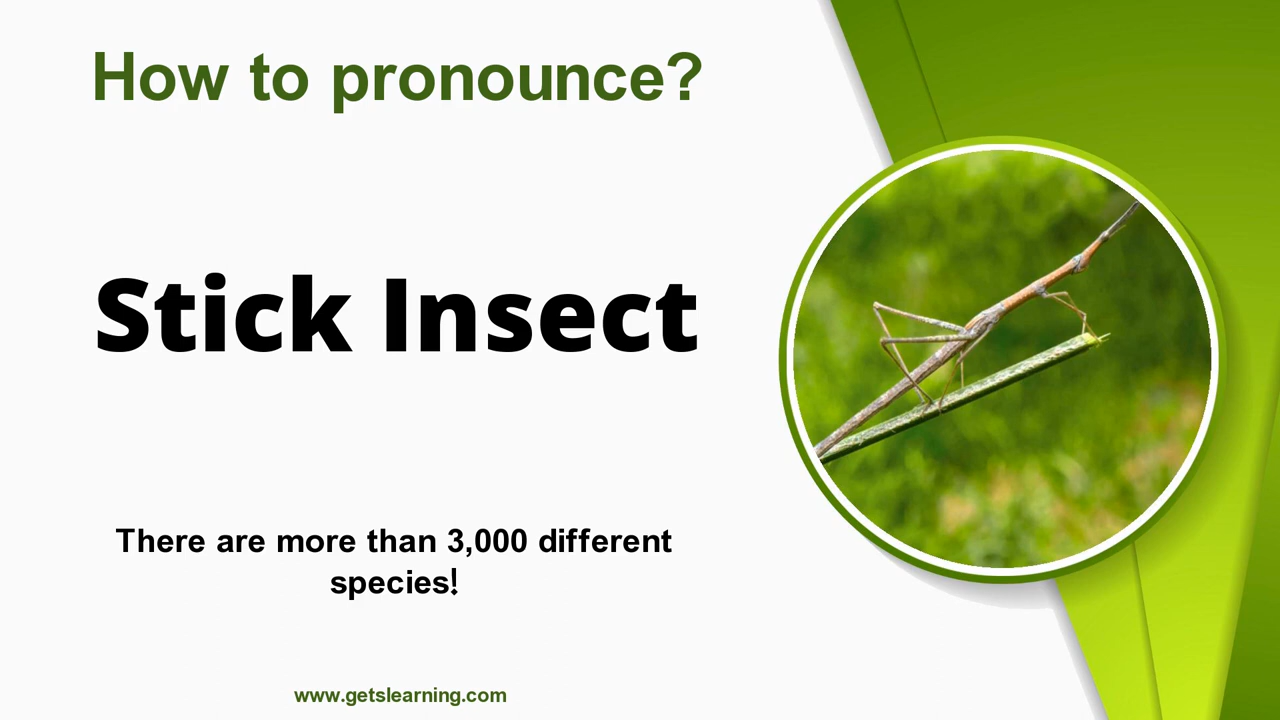 How to pronounce?
Stick Insect
There are more than 3,000 different
species!
www.getslearning.com